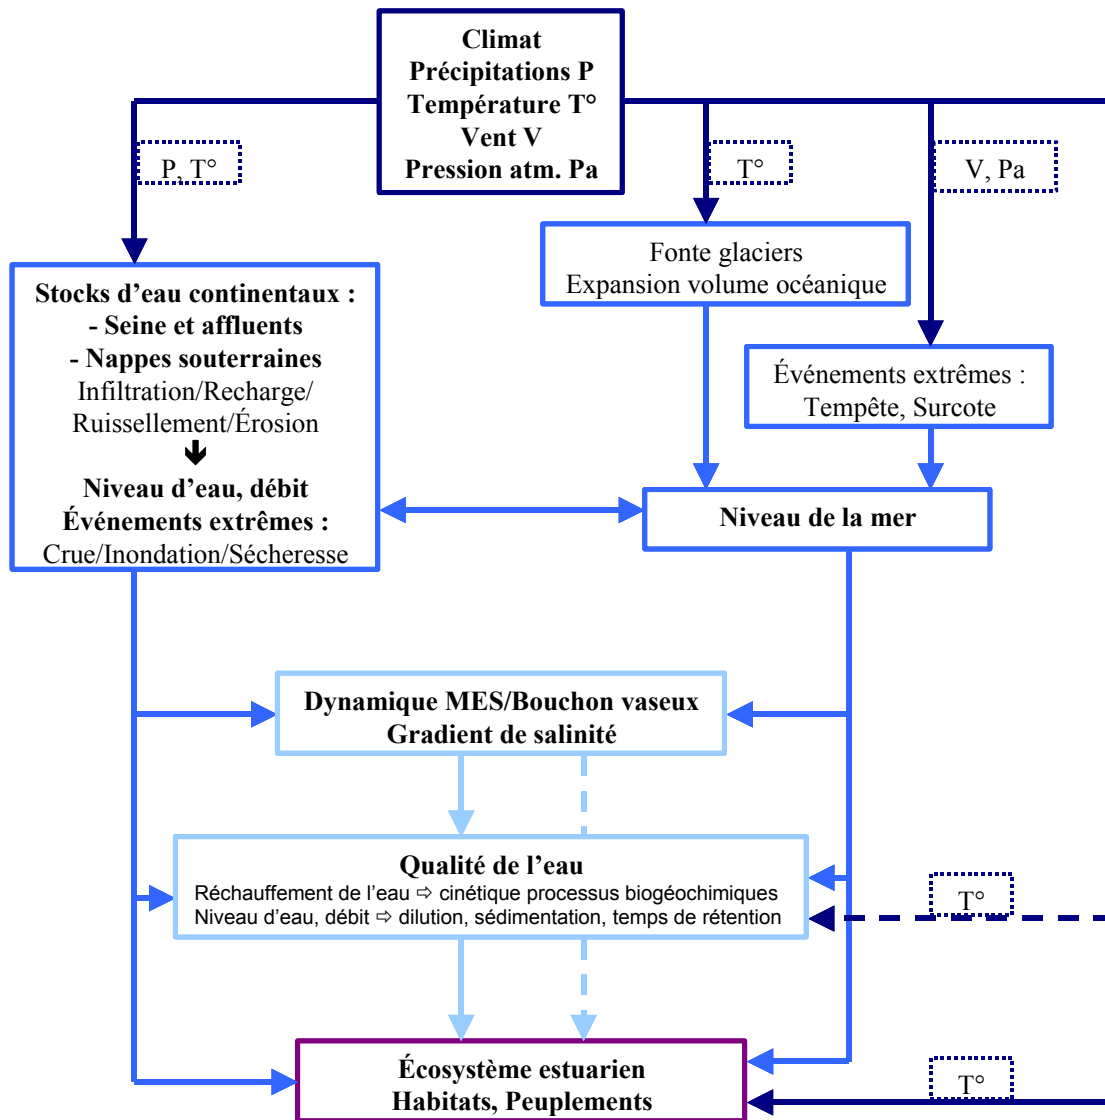 Climat
Précipitations P
Température T°
Vent V
Pression atm. Pa
P, T°
T°
V, Pa
Fonte glaciers
Expansion volume océanique
Stocks d’eau continentaux :
- Seine et affluents
- Nappes souterraines
Infiltration/Recharge/
Ruissellement/Érosion
🡻
Niveau d’eau, débit
Événements extrêmes :
Crue/Inondation/Sécheresse
Événements extrêmes :
Tempête, Surcote
Niveau de la mer
Dynamique MES/Bouchon vaseux
Gradient de salinité
Qualité de l’eau
Réchauffement de l’eau ⇨ cinétique processus biogéochimiques
Niveau d’eau, débit ⇨ dilution, sédimentation, temps de rétention
T°
Écosystème estuarien
Habitats, Peuplements
T°